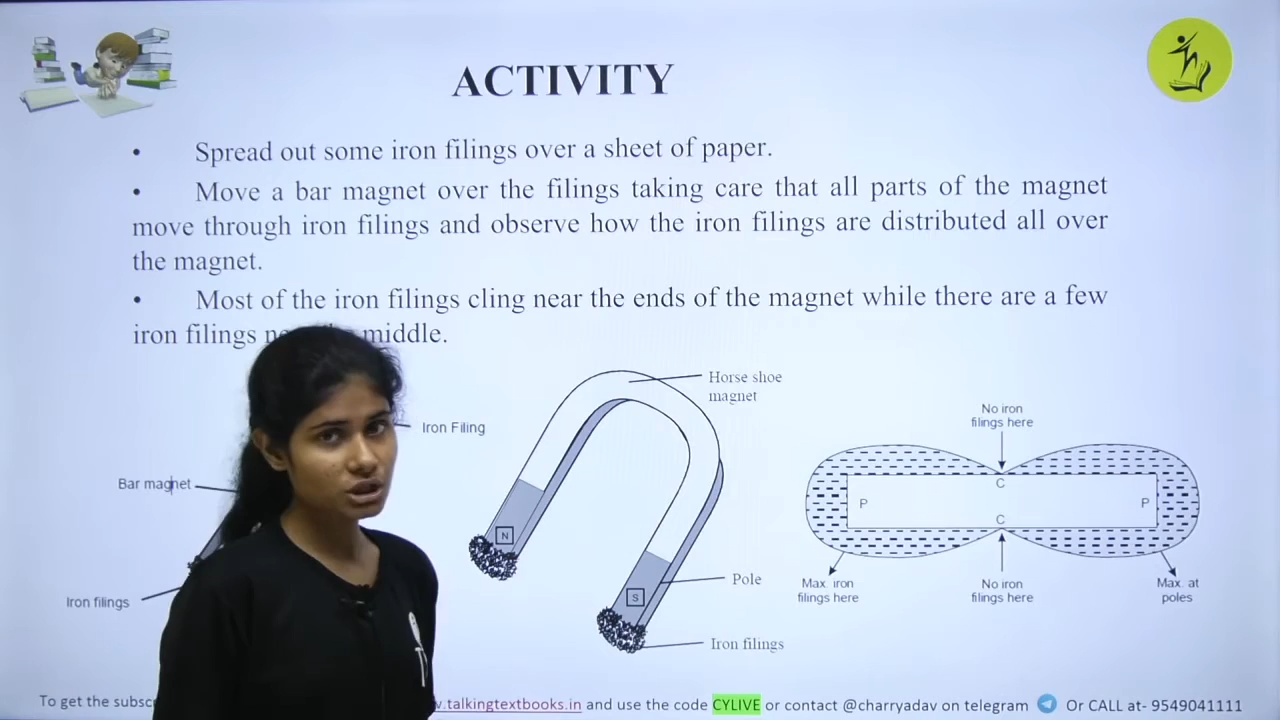 ACTIVITY
• Spread out some iron filings over a sheet of paper.
• Move a bar magnet over the filings taking care that all parts of the magnet
move through iron filings and observe how the iron filings are distributed all over
the magnet.
• Most of the iron filings cling near the ends of the magnet while there are a few
iron filings middle.
Horse shoe
magnet
Iron Filing
No iron
filings here
Bar magnet
C
P
P
C
N
Pole
S
Max. iron
filings here
No iron
filings here
Max. at
poles
Iron filings
Iron filings
To get the .talkingtextbooks.in and use the code CYLIVE or contact @charryadav on telegram Or CALL at- 9549041111